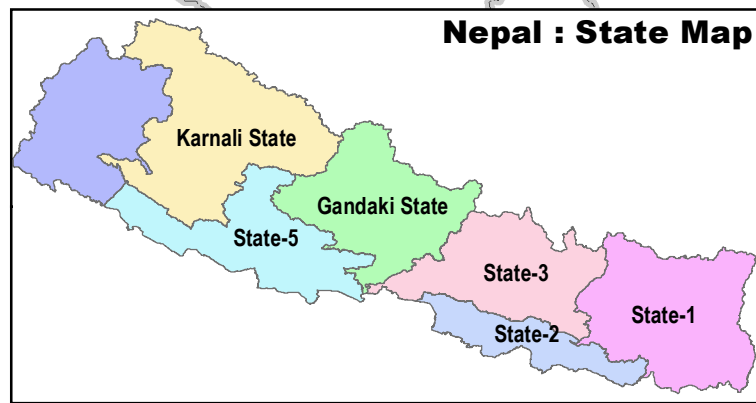 Nepal : State Map
Karnali State
Gandaki State
State-5
State-3
State-1
State-2